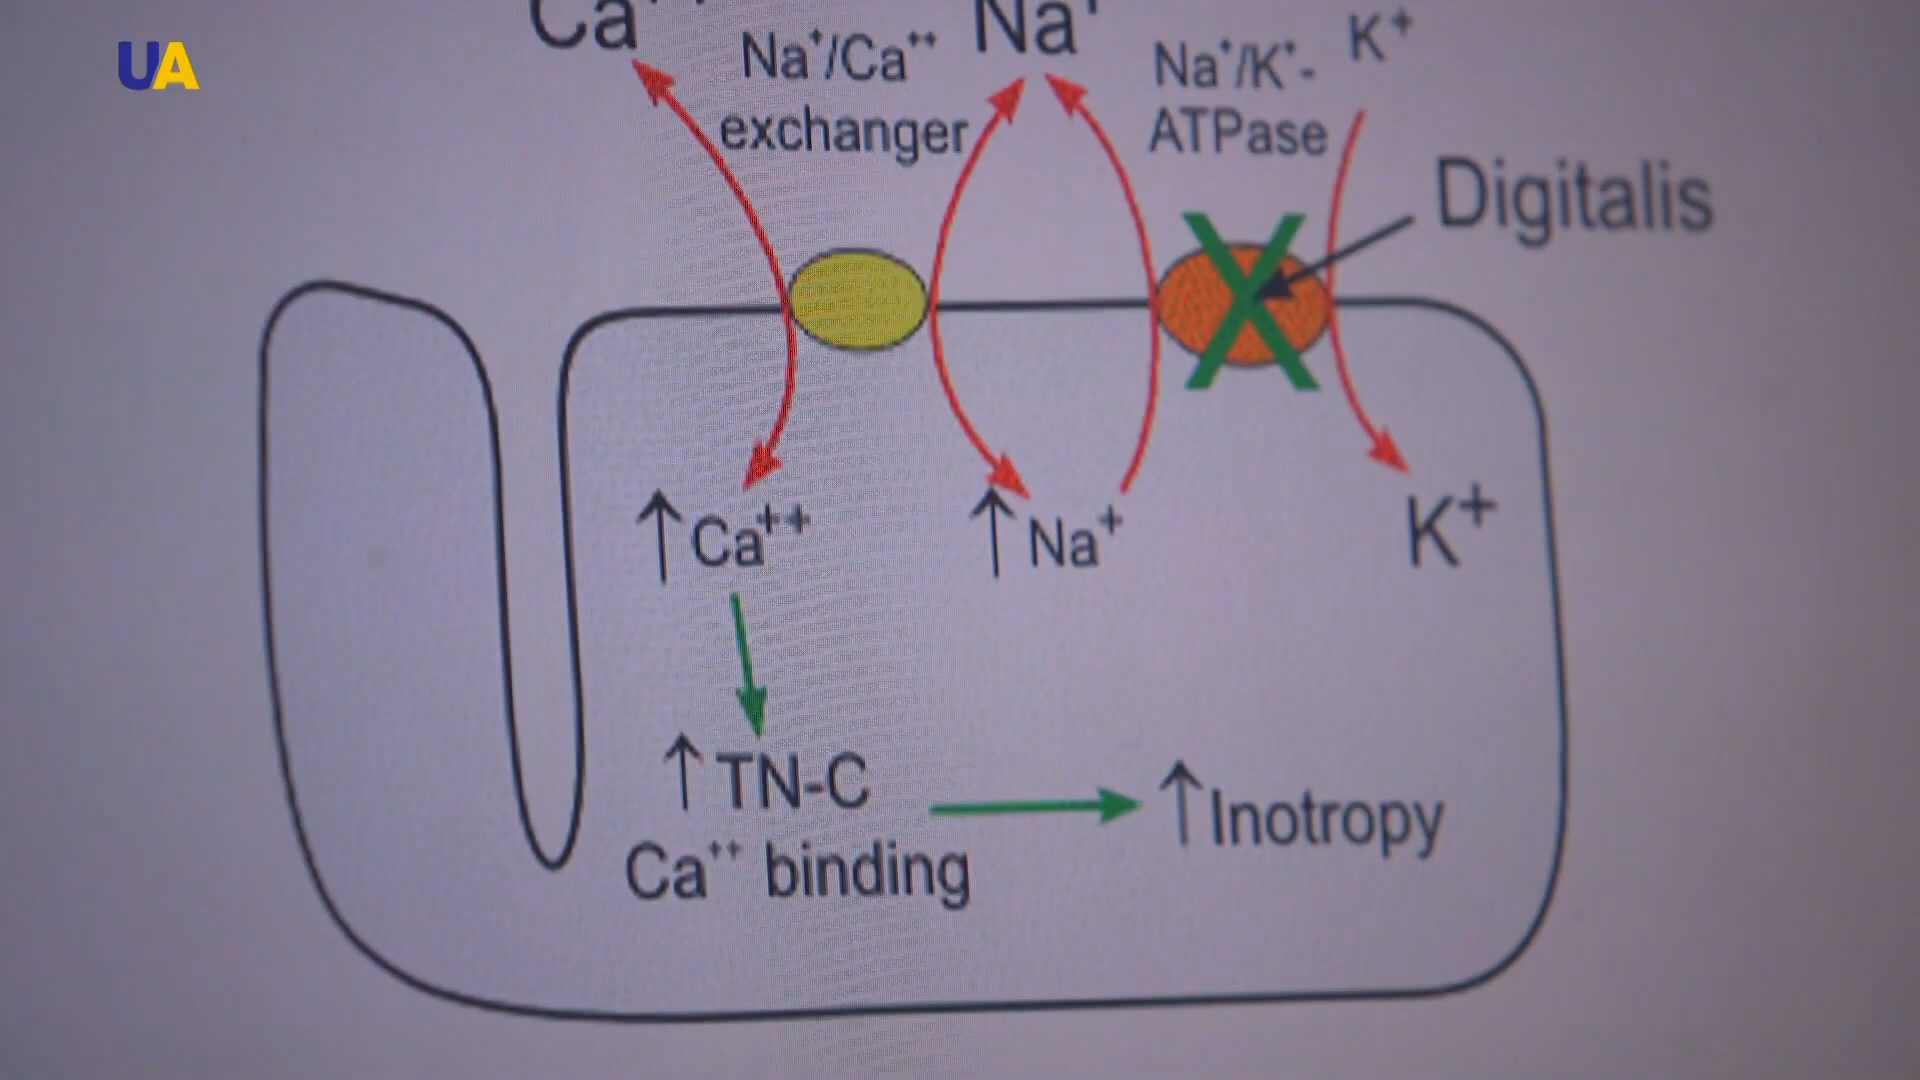 UA
Ca⁺⁺
Na⁺/Ca⁺⁺
exchanger
Na⁺
Na⁺/K⁺-
ATPase
K⁺
Digitalis
↑Ca⁺⁺
↑Na⁺
K⁺
↑TN-C
Ca⁺⁺ binding
↑Inotropy